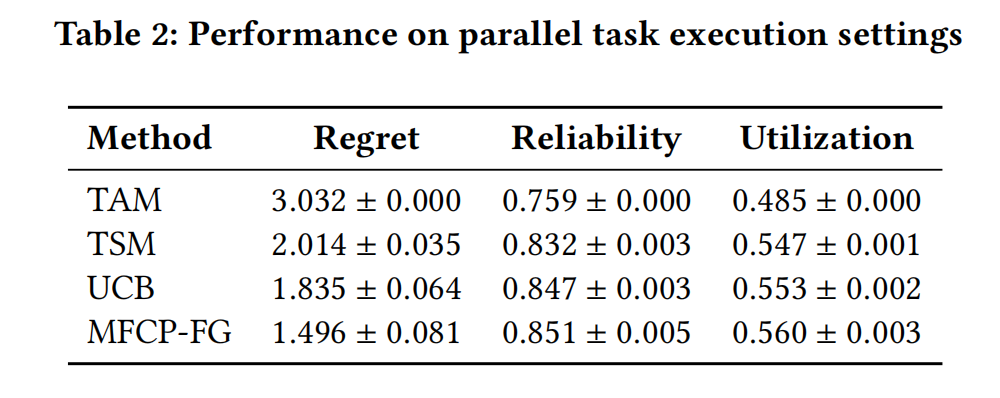 Table 2: Performance on parallel task execution settings
Method Regret Reliability Utilization
TAM 3.032 ± 0.000 0.759 ± 0.000 0.485 ± 0.000
TSM 2.014 ± 0.035 0.832 ± 0.003 0.547 ± 0.001
UCB 1.835 ± 0.064 0.847 ± 0.003 0.553 ± 0.002
MFCP-FG 1.496 ± 0.081 0.851 ± 0.005 0.560 ± 0.003